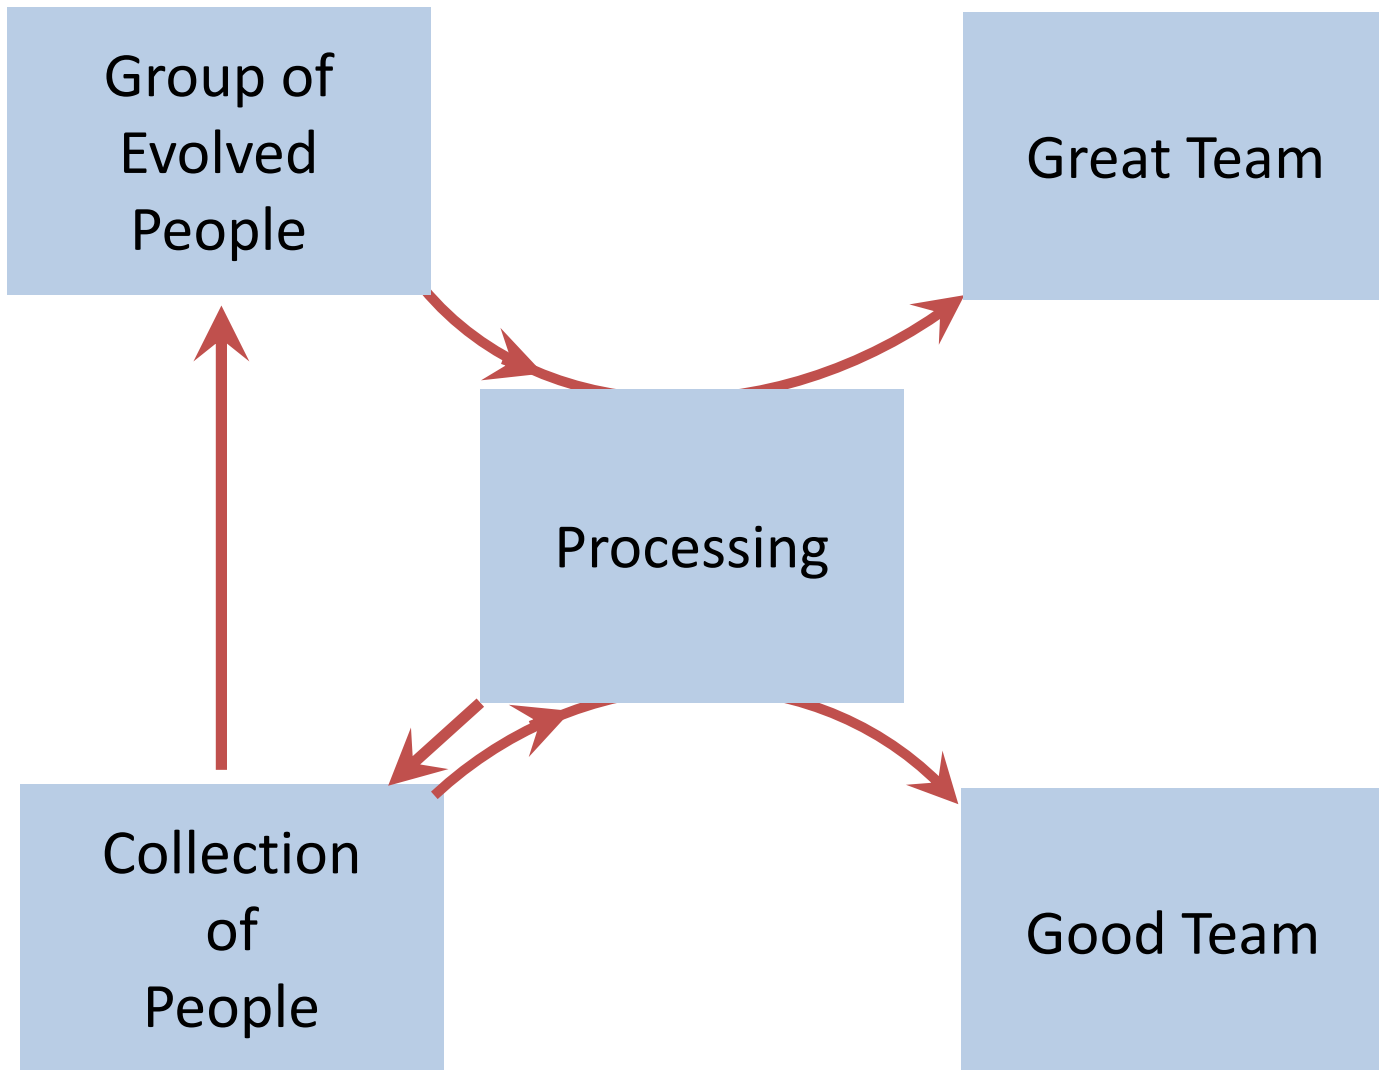 Group of
Evolved
People
Great Team
Processing
Collection
of
People
Good Team